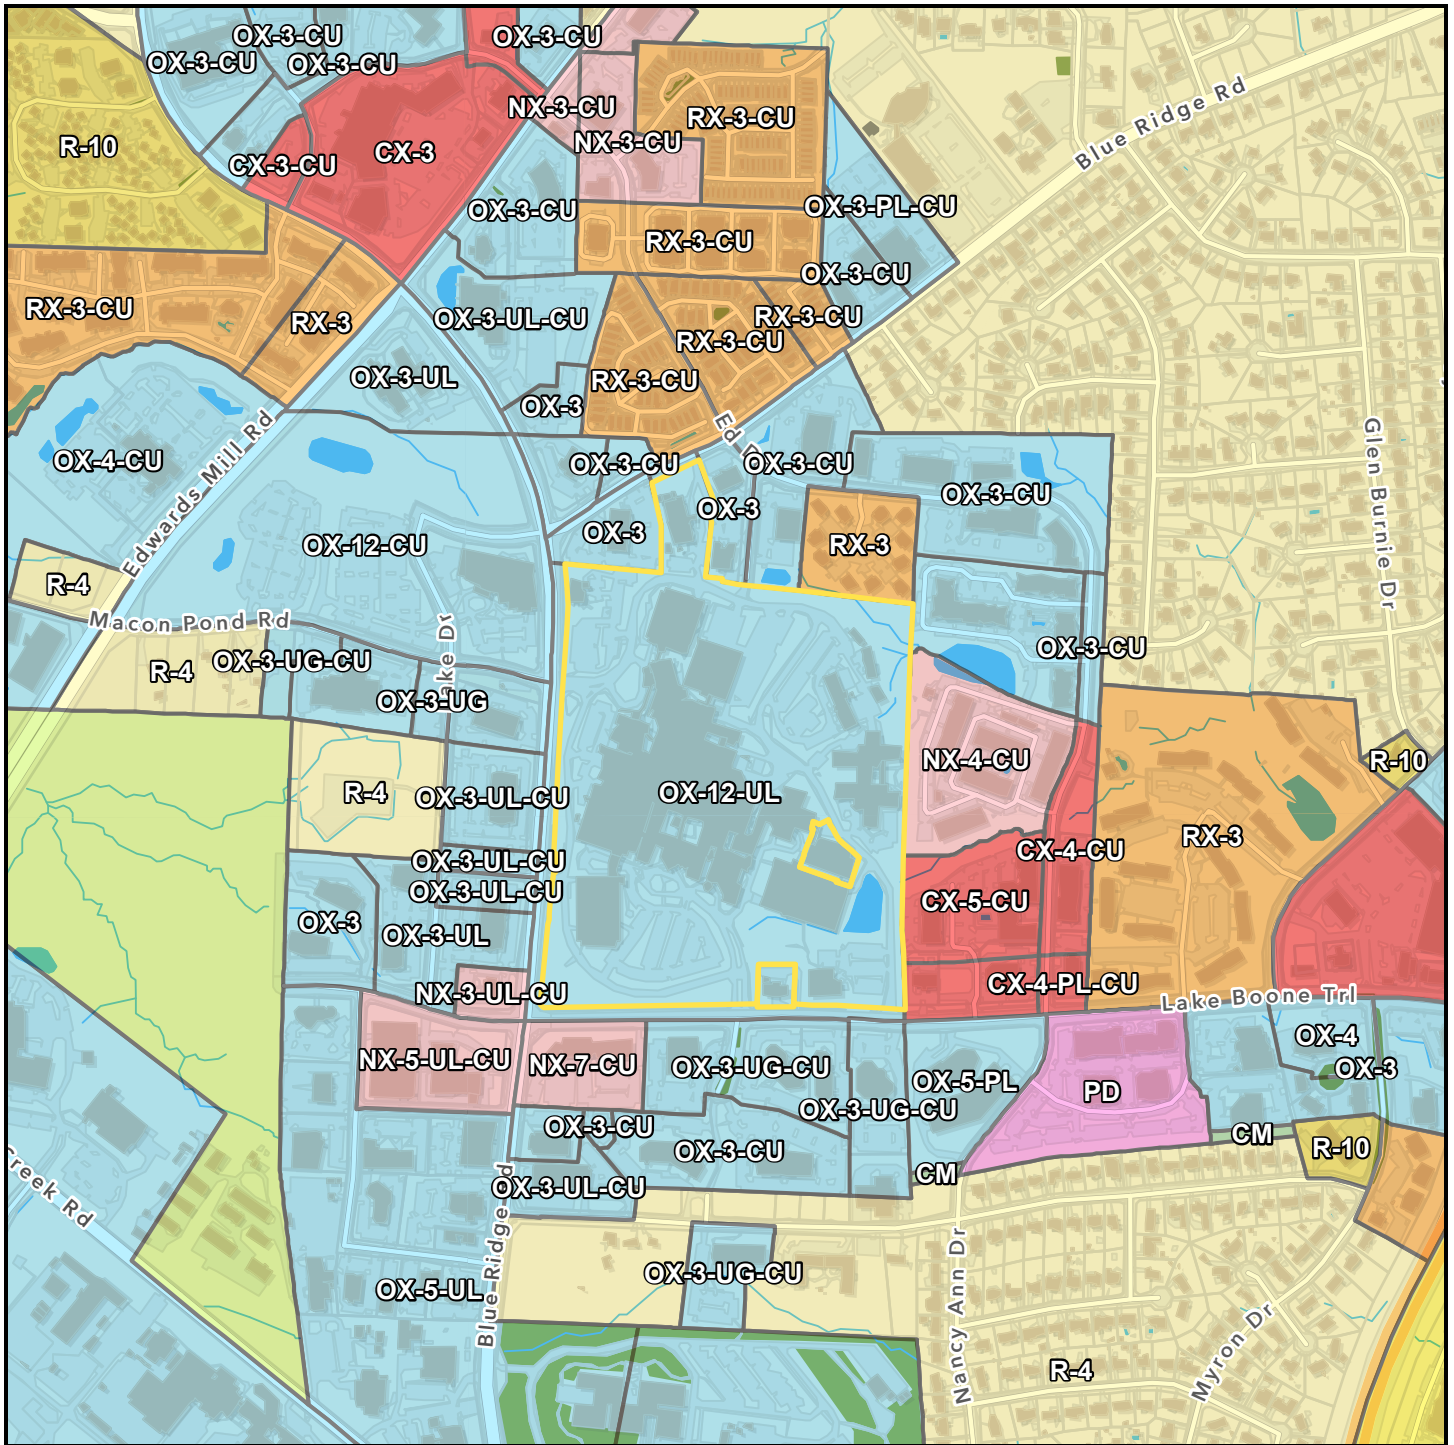 OX-3-CU
OX-3-CU
OX-3-CU
OX-3-CU
OX-3-CU
NX-3-CU
RX-3-CU
Blue Ridge Rd
R-10
CX-3-CU
CX-3
NX-3-CU
OX-3-CU
OX-3-PL-CU
RX-3-CU
OX-3-CU
RX-3-CU
RX-3
OX-3-UL-CU
RX-3-CU
RX-3-CU
OX-3-UL
RX-3-CU
OX-3
Ed D
Glen Burnie Dr
OX-4-CU
Edwards Mill Rd
OX-3-CU
OX-3-CU
OX-3-CU
OX-3
OX-3
OX-12-CU
RX-3
R-4
Macon Pond Rd
ake Dr
OX-3-CU
R-4
OX-3-UG-CU
OX-3-UG
NX-4-CU
R-10
R-4
OX-3-UL-CU
OX-12-UL
RX-3
OX-3-UL-CU
CX-4-CU
OX-3-UL-CU
CX-5-CU
OX-3
OX-3-UL
NX-3-UL-CU
CX-4-PL-CU
Lake Boone Trl
NX-5-UL-CU
NX-7-CU
OX-3-UG-CU
OX-5-PL
PD
OX-4
OX-3
OX-3-UG-CU
OX-3-CU
OX-3-CU
CM
R-10
CM
OX-3-UL-CU
Creek Rd
Blue Ridge Rd
OX-3-UG-CU
OX-5-UL
Nancy Ann Dr
Myron Dr
R-4